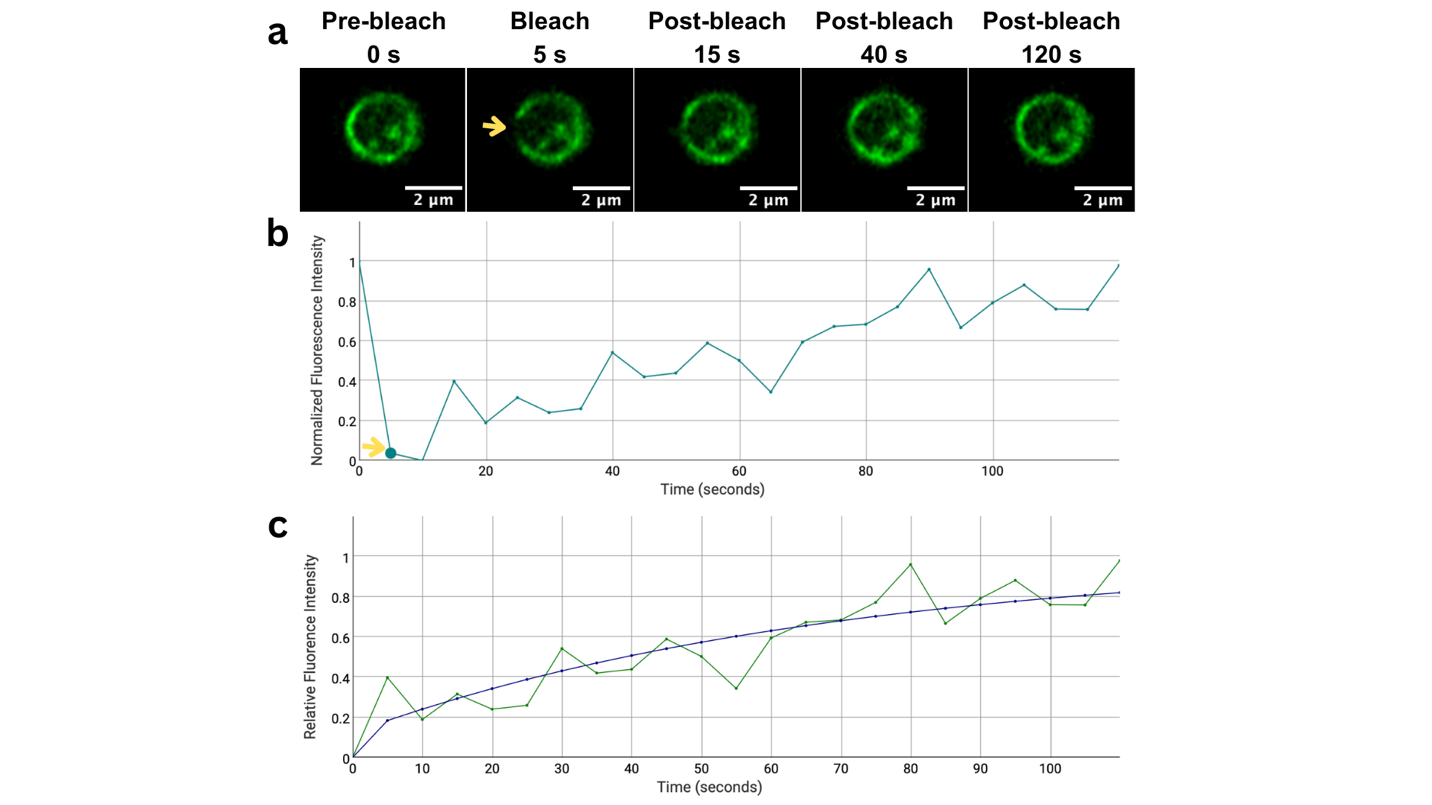 a
Pre-bleach Bleach Post-bleach Post-bleach Post-bleach
0 s 5 s 15 s 40 s 120 s
2 μm 2 μm 2 μm 2 μm 2 μm
b
Normalized Fluorescence Intensity
1
0.8
0.6
0.4
0.2
0
0 20 40 60 80 100
Time (seconds)
c
Relative Fluorence Intensity
1
0.8
0.6
0.4
0.2
0
0 10 20 30 40 50 60 70 80 90 100
Time (seconds)